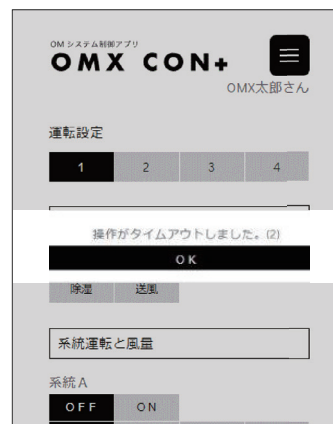 OMシステム制御アプリ
OMX CON+
OMX太郎さん
運転設定
1 2 3 4
操作がタイムアウトしました。(2)
OK
除湿 送風
系統運転と風量
系統A
OFF ON